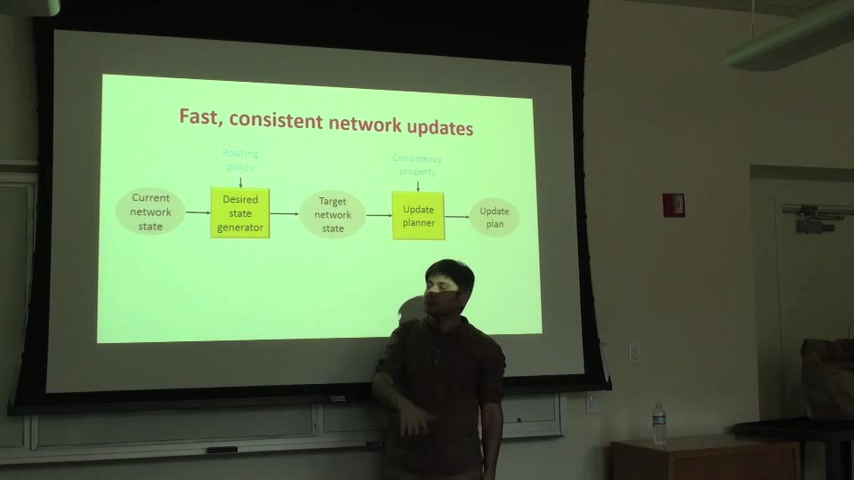 Fast, consistent network updates
Routing
policy
Consistency
property
Current
network
state
Desired
state
generator
Target
network
state
Update
planner
Update
plan